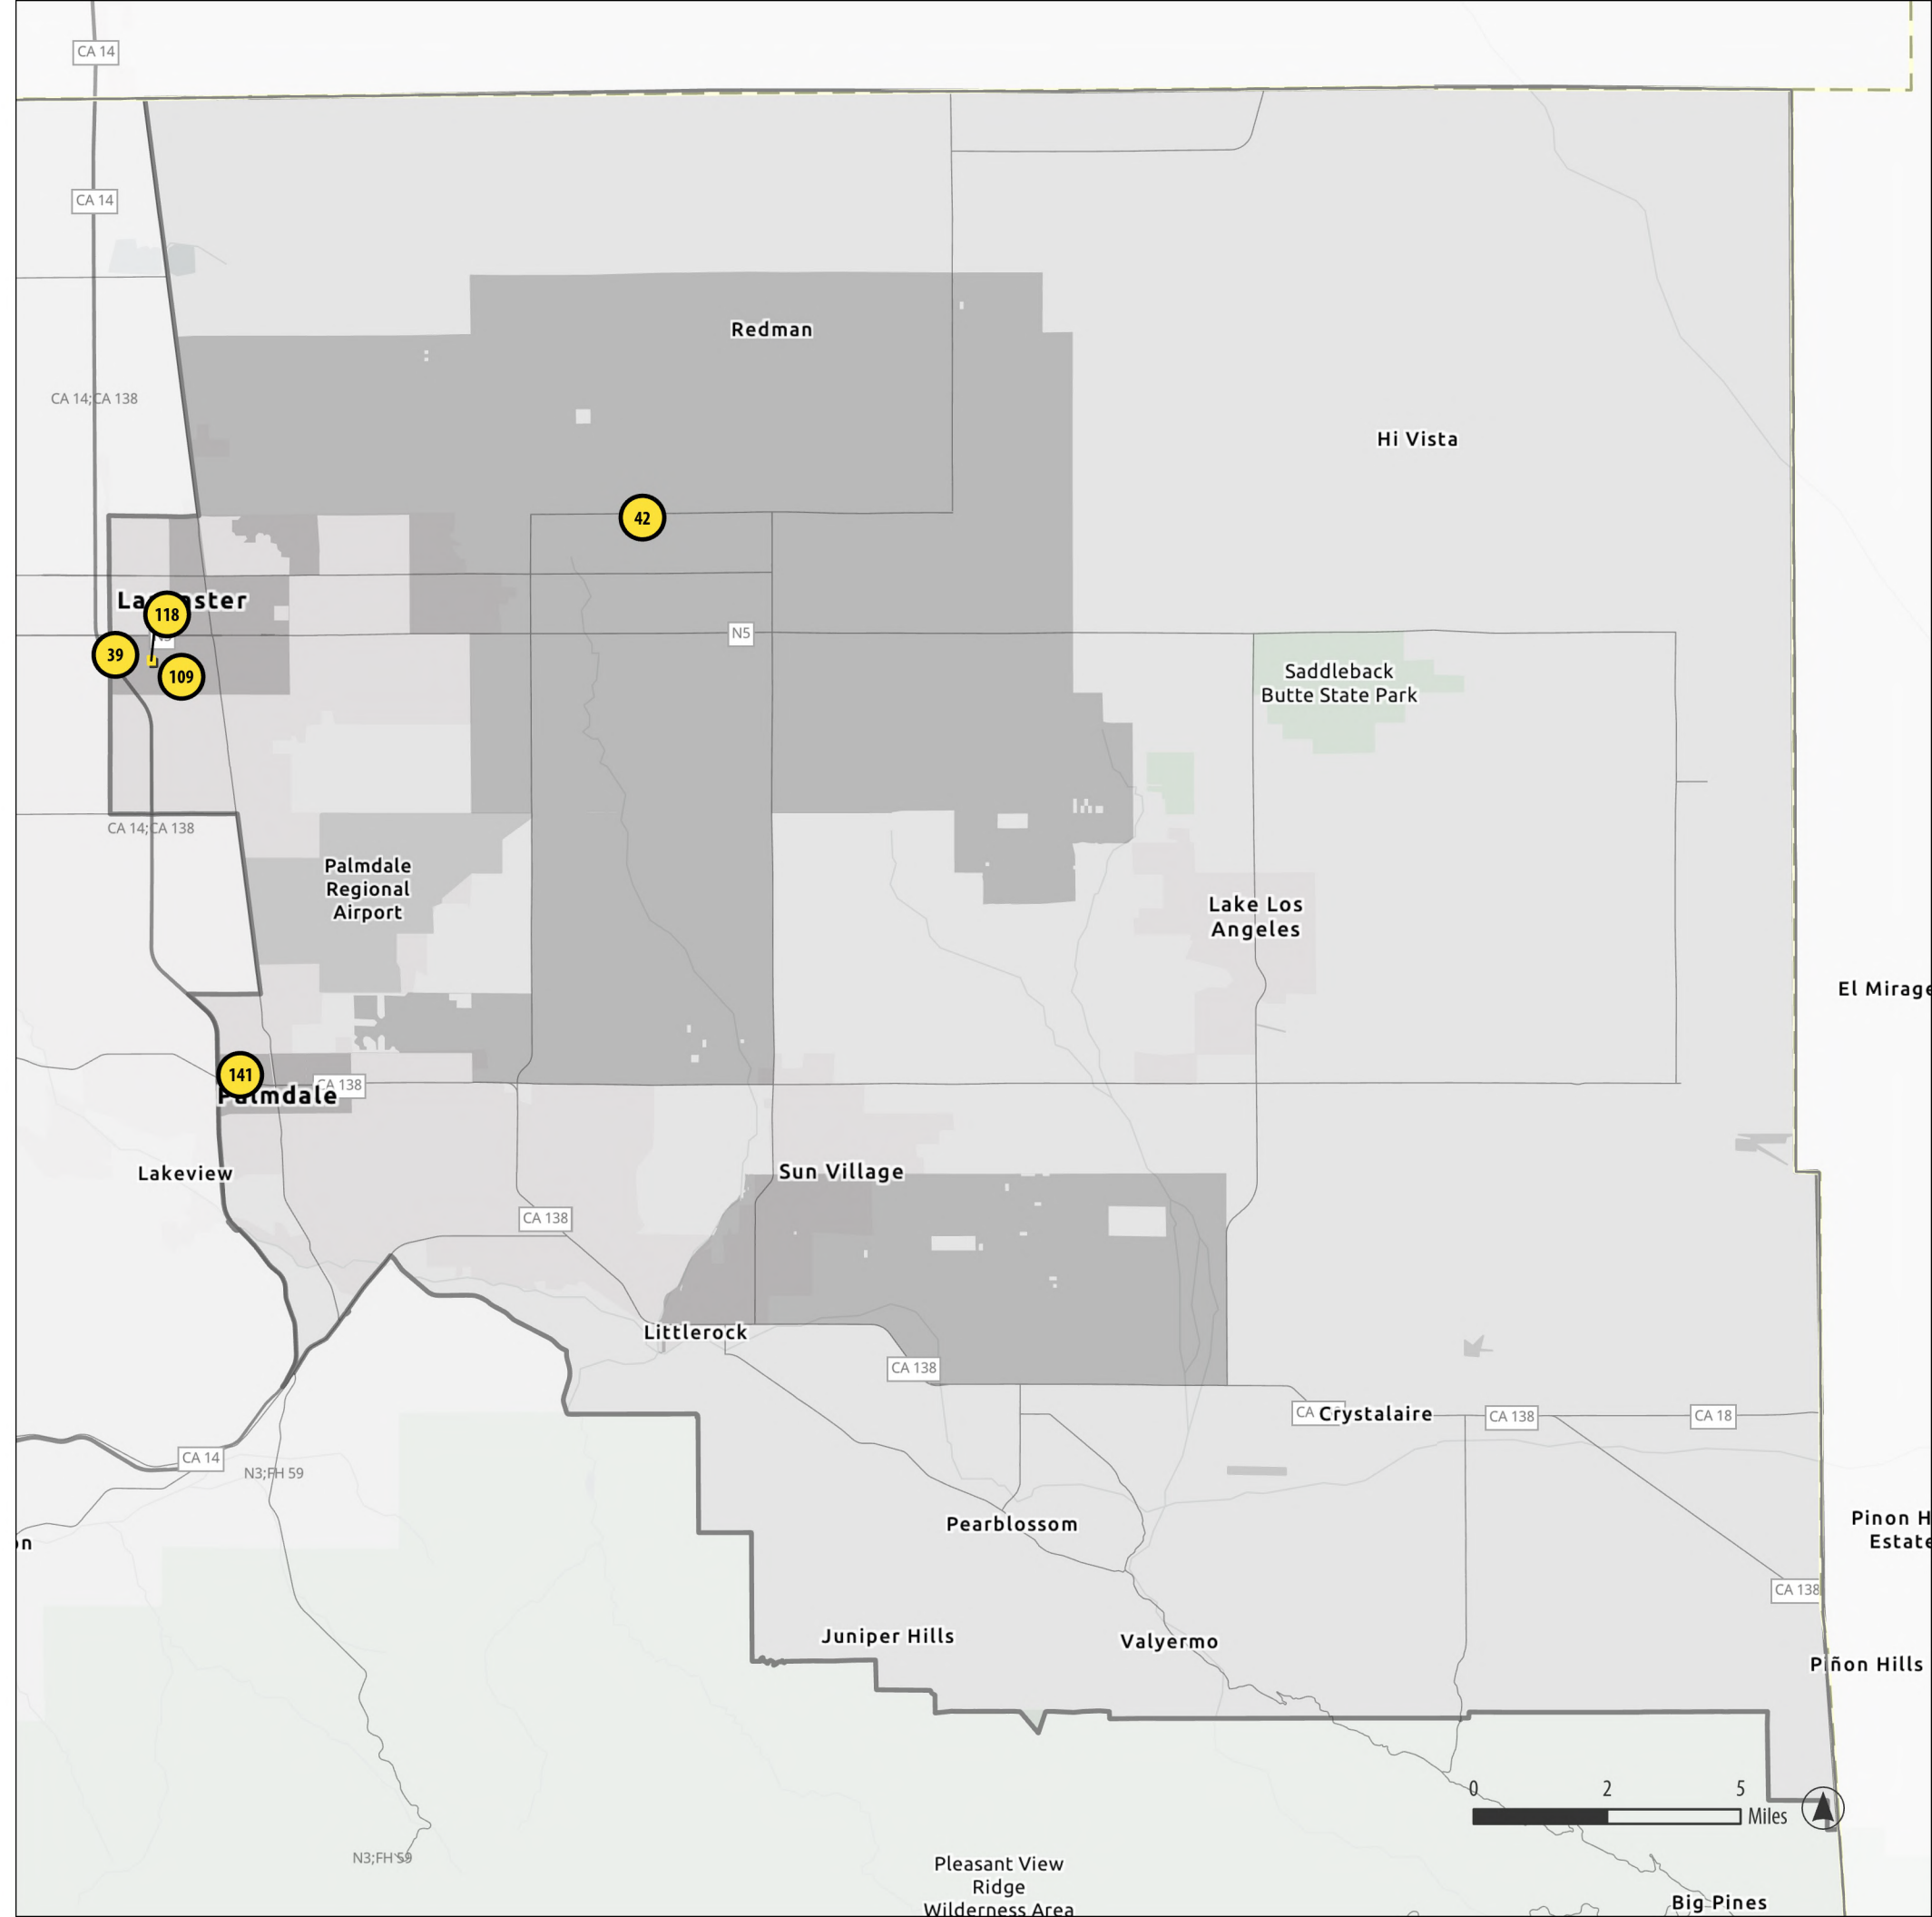 CA 14
CA 14
Redman
CA 14;CA 138
Hi Vista
42
Lancaster
118
N5
N5
39
109
Saddleback
Butte State Park
CA 14;CA 138
Palmdale
Regional
Airport
Lake Los
Angeles
El Mirage
141
CA 138
Palmdale
Lakeview
Sun Village
CA 138
Littlerock
CA 138
CA
Crystalaire
CA 138
CA 18
CA 14
N3;FH 59
Pearblossom
Pinon H
Estate
on
CA 138
Juniper Hills
Valyermo
Piñon Hills
0 2 5
Miles
N3;FH 59
Pleasant View
Ridge
Wilderness Area
Big Pines